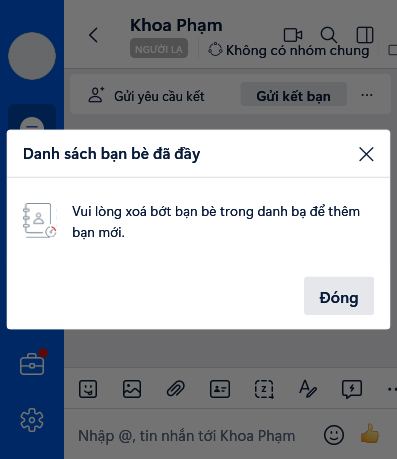 Khoa Phạm
NGƯỜI LẠ
Không có nhóm chung
Gửi yêu cầu kết
Gửi kết bạn
Danh sách bạn bè đã đầy
Vui lòng xoá bớt bạn bè trong danh bạ để thêm
bạn mới.
Đóng
Nhập @, tin nhắn tới Khoa Phạm